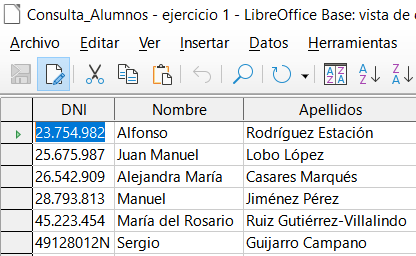 Consulta_Alumnos - ejercicio 1 - LibreOffice Base: vista de
Archivo Editar Ver Insertar Datos Herramientas
DNI Nombre Apellidos
23.754.982 Alfonso Rodríguez Estación
25.675.987 Juan Manuel Lobo López
26.542.909 Alejandra María Casares Marqués
28.793.813 Manuel Jiménez Pérez
45.223.454 María del Rosario Ruiz Gutiérrez-Villalindo
49128012N Sergio Guijarro Campano